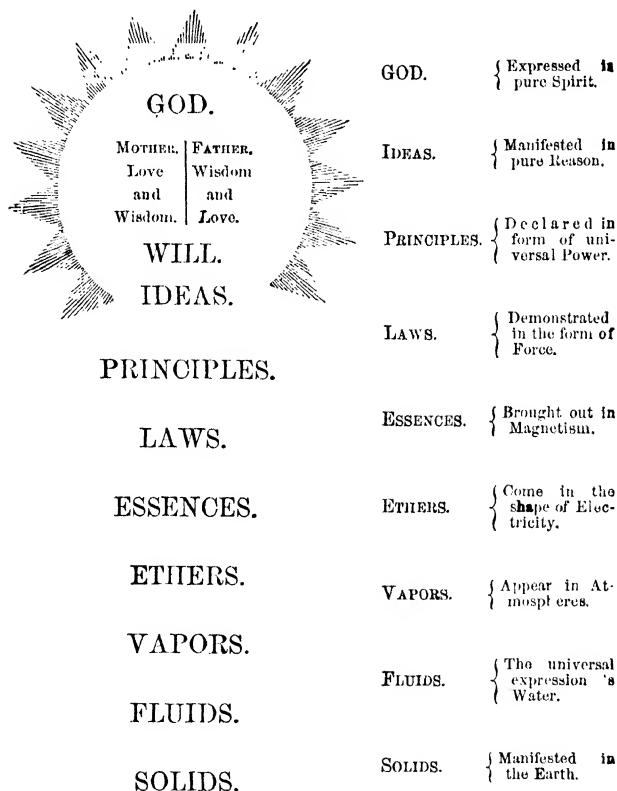 GOD.
MOTHER. FATHER.
Love Wisdom
and and
Wisdom. Love.
WILL.
IDEAS.
PRINCIPLES.
LAWS.
ESSENCES.
ETHERS.
VAPORS.
FLUIDS.
SOLIDS.
GOD. { Expressed in
pure Spirit.
IDEAS. { Manifested in
pure Reason.
PRINCIPLES. { Declared in
form of uni-
versal Power.
LAWS. { Demonstrated
in the form of
Force.
ESSENCES. { Brought out in
Magnetism.
ETHERS. { Come in the
shape of Elec-
tricity.
VAPORS. { Appear in At-
mospheres.
FLUIDS. { The universal
expression 's
Water.
SOLIDS. { Manifested in
the Earth.